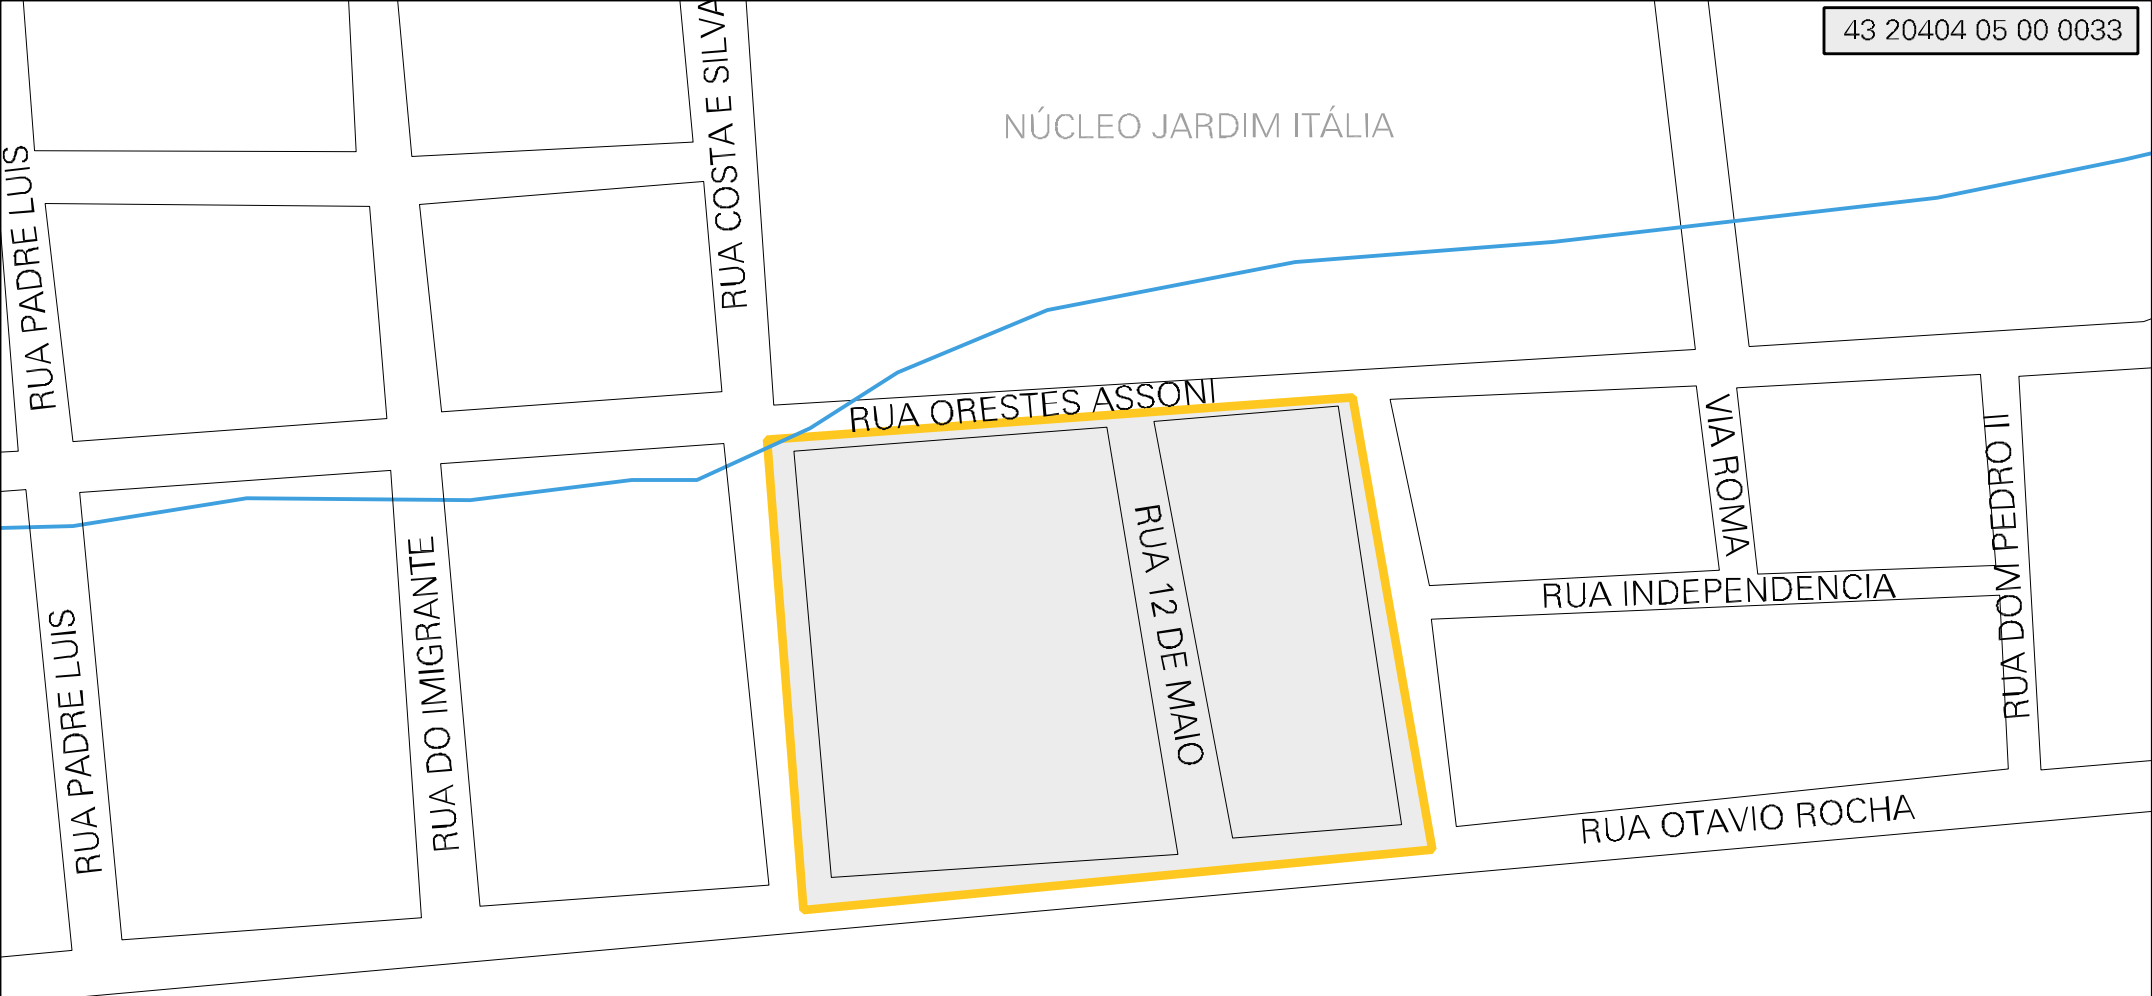 43 20404 05 00 0033
RUA COSTA E SILVA
NÚCLEO JARDIM ITÁLIA
RUA PADRE LUIS
RUA ORESTES ASSONI
VIA ROMA
RUA DOM PEDRO II
RUA 12 DE MAIO
RUA DO IMIGRANTE
RUA INDEPENDENCIA
RUA PADRE LUIS
RUA OTAVIO ROCHA